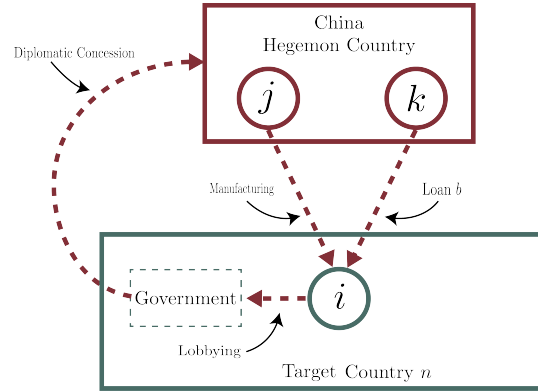 China
Hegemon Country
Diplomatic Concession
j
k
Manufacturing
Loan b
Government
i
Lobbying
Target Country n